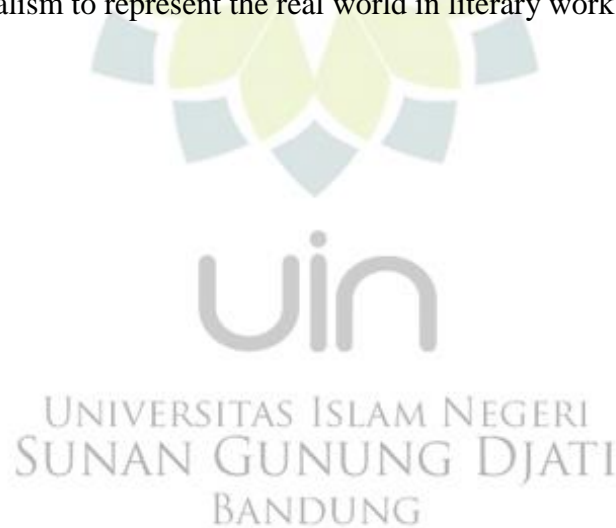 alism to represent the real world in literary work
uin
UNIVERSITAS ISLAM NEGERI
SUNAN GUNUNG DJATI
BANDUNG